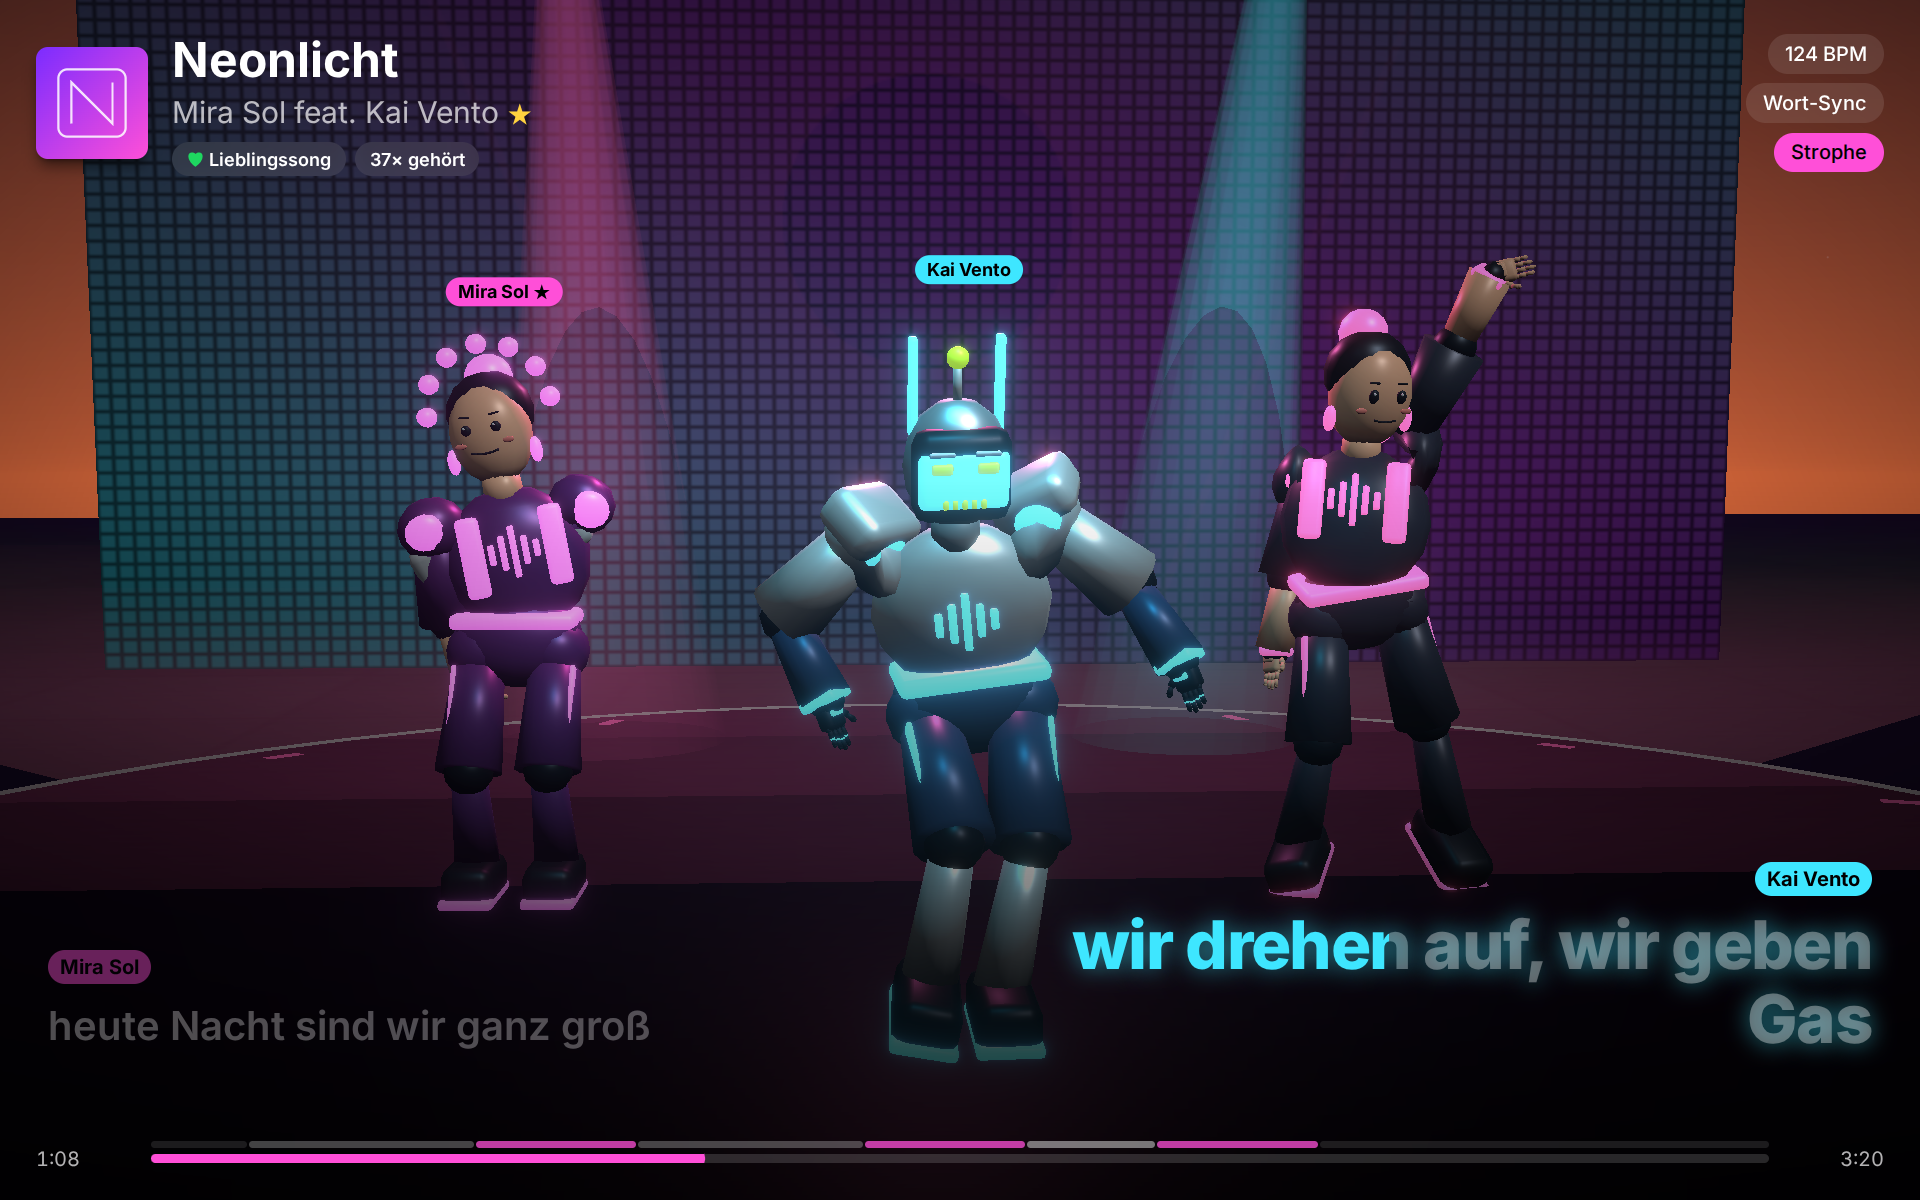 N
Neonlicht
Mira Sol feat. Kai Vento ★
Lieblingssong
37× gehört
124 BPM
Wort-Sync
Strophe
Mira Sol ★
Kai Vento
Kai Vento
wir drehen auf, wir geben
Gas
Mira Sol
heute Nacht sind wir ganz groß
1:08
3:20